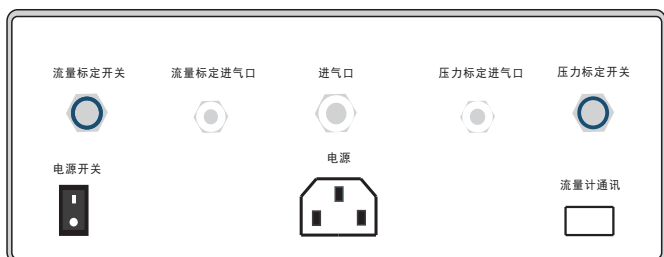 流量标定开关
流量标定进气口
进气口
压力标定进气口
压力标定开关
电源开关
电源
流量计通讯